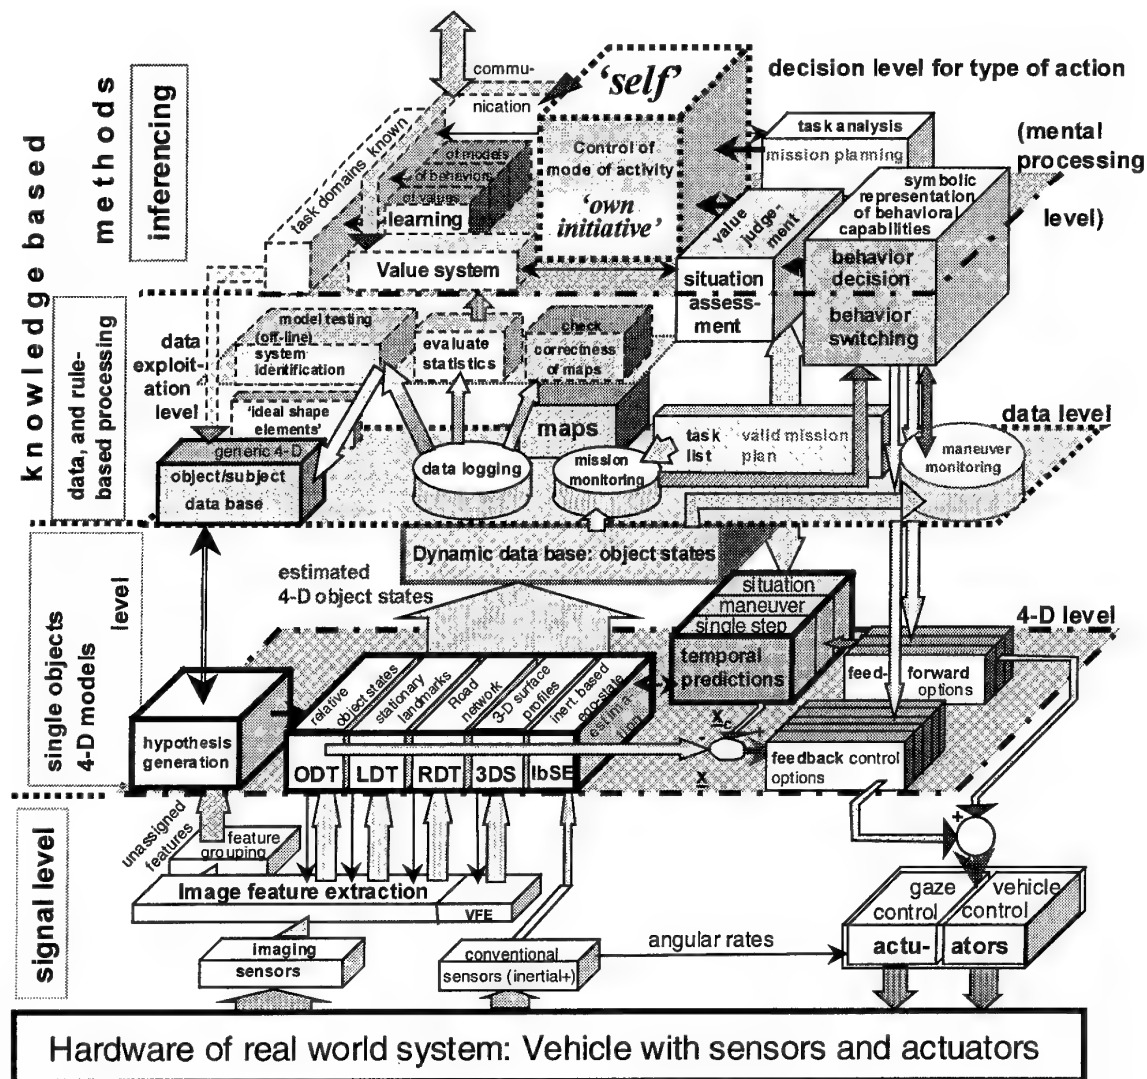 commu-
nication
'self'
decision level for type of action
Control of
mode of activity
'own
initiative'
task analysis
mission planning
(mental
processing
level)
symbolic
representation
of behavioral
capabilities
behavior
decision
behavior
switching
value
judge-
ment
situation
assess-
ment
knowledge based
methods
inferencing
task domains known
of models
of behavior
of values
learning
Value system
data, and rule-
based processing
data
exploit-
ation
level
model testing
(off-line)
system
identification
evaluate
statistics
check
correctness
of maps
maps
'ideal shape
elements'
generic 4-D
object/subject
data base
data logging
mission
monitoring
task
list
valid mission
plan
data level
maneuver
monitoring
Dynamic data base: object states
single objects
4-D models
level
estimated
4-D object states
situation
maneuver
single step
temporal
predictions
4-D level
feed-
forward
options
feedback control
options
hypothesis
generation
relative
object states
stationary
landmarks
Road
network
3-D surface
profiles
inert. based
ego-state
estima-
ting
ODT
LDT
RDT
3DS
IbSE
xc
-
+
x
signal level
unassigned
features
feature
grouping
Image feature extraction
VFE
imaging
sensors
conventional
sensors (inertial+)
angular rates
+
gaze
control
vehicle
control
actu-
ators
Hardware of real world system: Vehicle with sensors and actuators